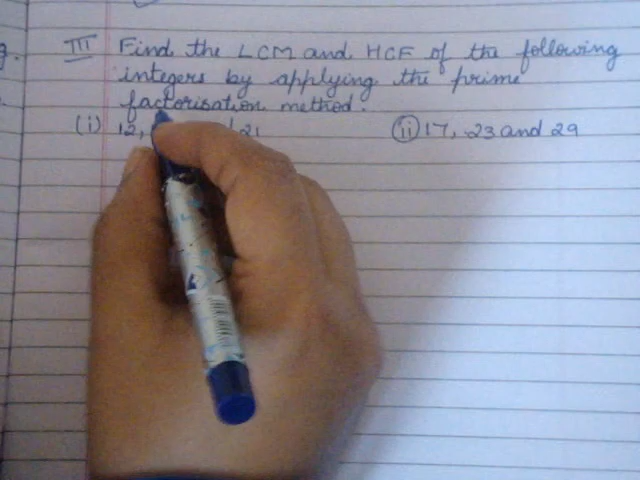 III Find the LCM and HCF of the following
integers by applying the prime
factorisation method.
(i) 12, 21 (ii) 17, 23 and 29